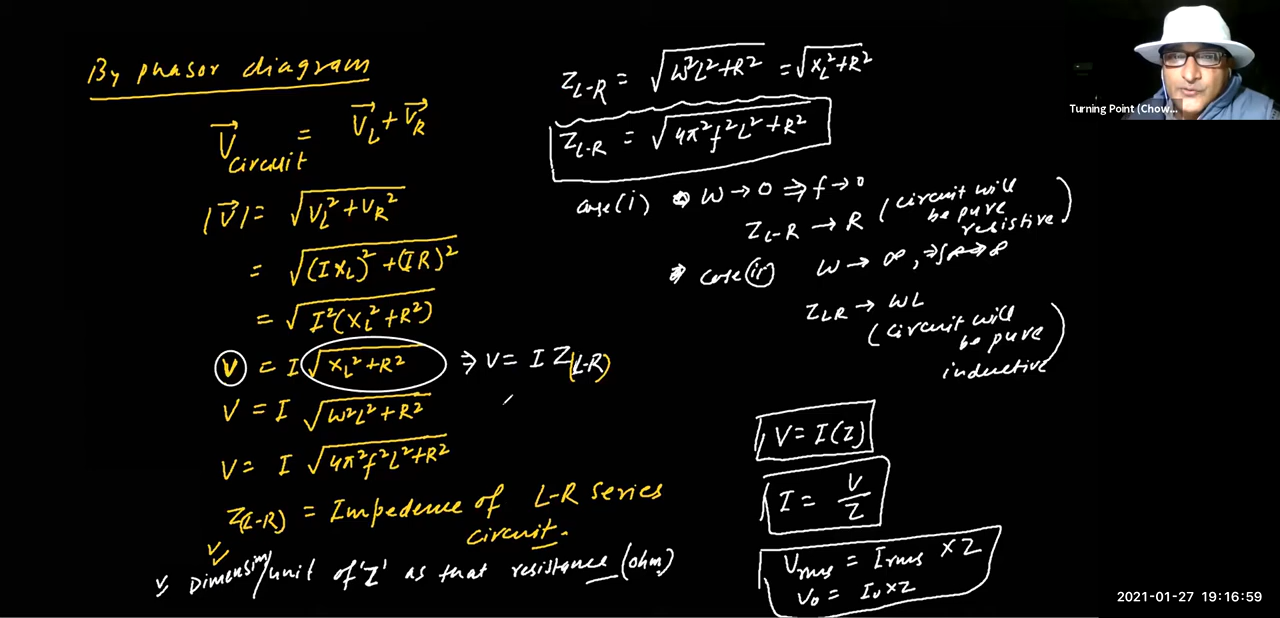 By phasor diagram
V⃗circuit = V⃗L + V⃗R
|V⃗| = √(VL² + VR²)
= √((IXL)² + (IR)²)
= √(I²(XL² + R²))
V = I √(XL² + R²) ⇒ V = I Z(L-R)
V = I √(W²L² + R²)
V = I √(4π²f²L² + R²)
Z(L-R) = Impedence of L-R series
circuit.
Dimension/unit of 'Z' as that resistance (ohm)
ZL-R = √(W²L² + R²) = √(XL² + R²)
ZL-R = √(4π²f²L² + R²)
case(i) W → 0 ⇒ f → 0
ZL-R → R (circuit will
be pure
resistive)
case(ii) W → ∞, ⇒ f → ∞
ZLR → WL
(circuit will
be pure
inductive)
V = I(Z)
I = V/Z
Vrms = Irms × Z
V₀ = I₀ × Z
Turning Point (Chow...
2021-01-27 19:16:59